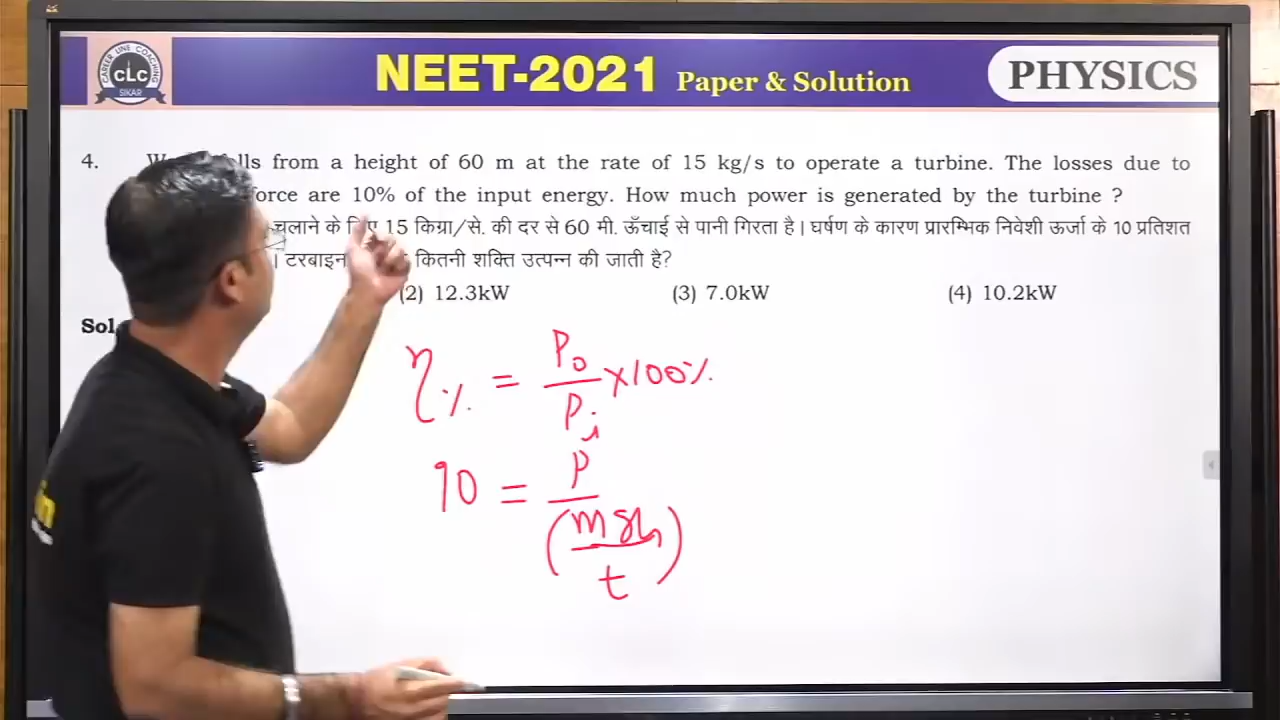 CAREER LINE COACHING
CLC
SIKAR
NEET-2021 Paper & Solution
PHYSICS
4. from a height of 60 m at the rate of 15 kg/s to operate a turbine. The losses due to
are 10% of the input energy. How much power is generated by the turbine ?
चलाने के लिए 15 किग्रा/से. की दर से 60 मी. ऊँचाई से पानी गिरता है। घर्षण के कारण प्रारम्भिक निवेशी ऊर्जा के 10 प्रतिशत
। टरबाइन कितनी शक्ति उत्पन्न की जाती है?
(2) 12.3kW (3) 7.0kW (4) 10.2kW
Sol
η% = P₀/Pᵢ ×100%
90 = P/(mgh/t)